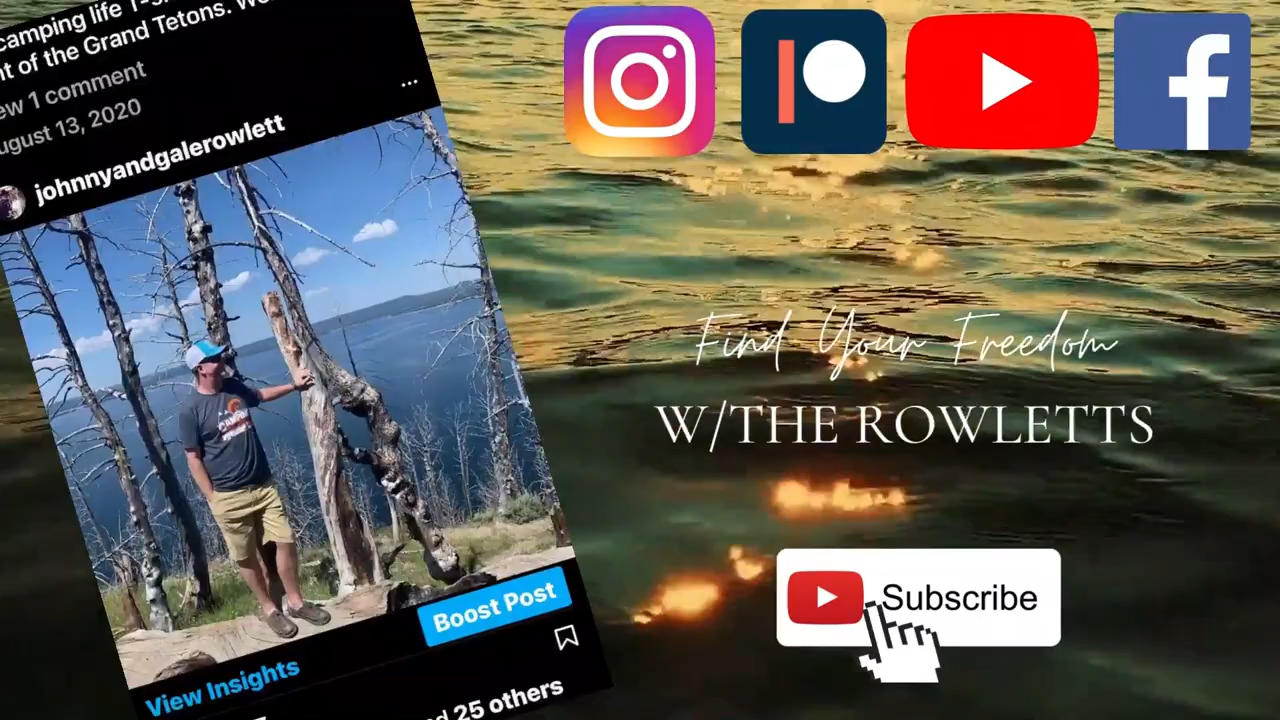 camping life
of the Grand Tetons.
1 comment
13, 2020
johnnyandgalerowlett
CAMPING
Boost Post
View Insights
25 others
Find Your Freedom
W/THE ROWLETTS
Subscribe